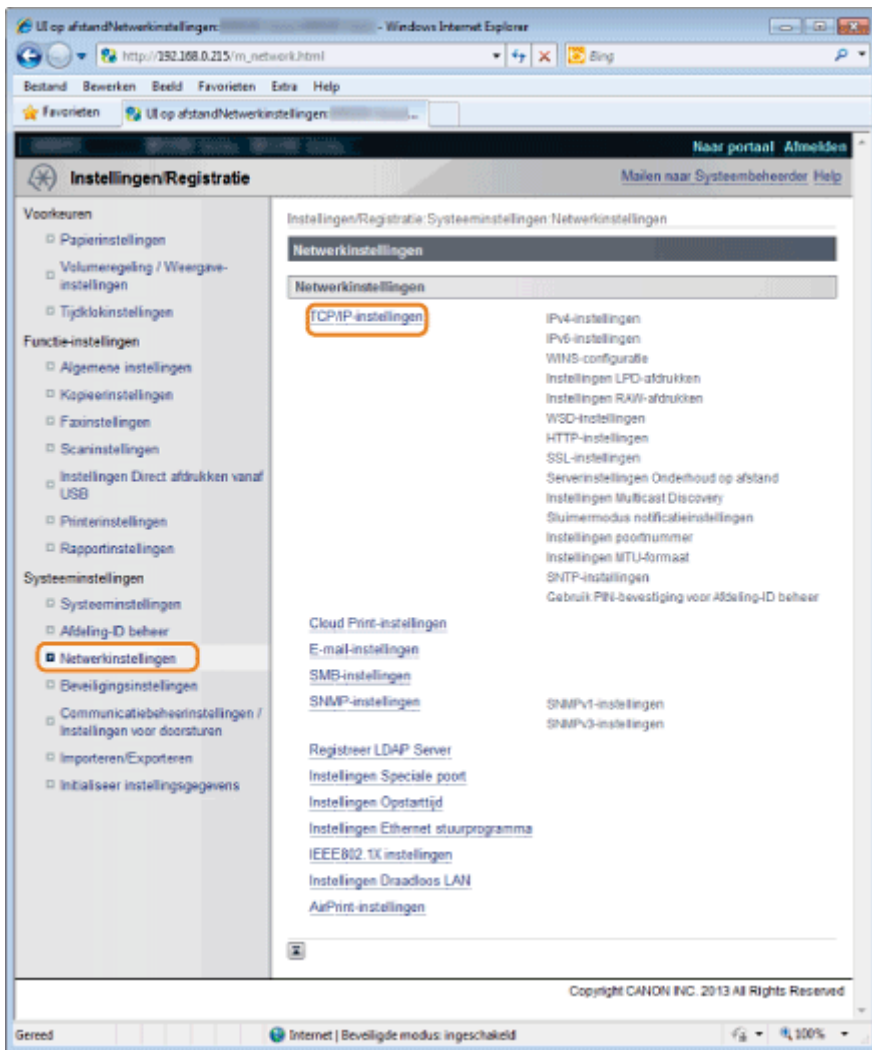 UI op afstandNetwerkinstellingen: - Windows Internet Explorer
http://192.168.0.215/m_network.html
Bing
Bestand Bewerken Beeld Favorieten Extra Help
Favorieten
UI op afstandNetwerkinstellingen: ...
Naar portaal Afmelden
Instellingen/Registratie
Mailen naar Systeembeheerder Help
Voorkeuren
Papierinstellingen
Volumeregeling / Weergave-
instellingen
Tijdklokinstellingen
Functie-instellingen
Algemene instellingen
Kopieerinstellingen
Faxinstellingen
Scaninstellingen
Instellingen Direct afdrukken vanaf
USB
Printerinstellingen
Rapportinstellingen
Systeeminstellingen
Systeeminstellingen
Afdeling-ID beheer
Netwerkinstellingen
Beveiligingsinstellingen
Communicatiebeheerinstellingen /
Instellingen voor doorsturen
Importeren/Exporteren
Initialiseer instellingsgegevens
Instellingen/Registratie:Systeeminstellingen:Netwerkinstellingen
Netwerkinstellingen
Netwerkinstellingen
TCP/IP-instellingen
IPv4-instellingen
IPv6-instellingen
WINS-configuratie
Instellingen LPD-afdrukken
Instellingen RAW-afdrukken
WSD-instellingen
HTTP-instellingen
SSL-instellingen
Serverinstellingen Onderhoud op afstand
Instellingen Multicast Discovery
Sluimermodus notificatieinstellingen
Instellingen poortnummer
Instellingen MTU-formaat
SNTP-instellingen
Gebruik PIN-bevestiging voor Afdeling-ID beheer
Cloud Print-instellingen
E-mail-instellingen
SMB-instellingen
SNMP-instellingen
SNMPv1-instellingen
SNMPv3-instellingen
Registreer LDAP Server
Instellingen Speciale poort
Instellingen Opstarttijd
Instellingen Ethernet stuurprogramma
IEEE802.1X instellingen
Instellingen Draadloos LAN
AirPrint-instellingen
Copyright CANON INC. 2013 All Rights Reserved
Gereed
Internet | Beveiligde modus: ingeschakeld
100%